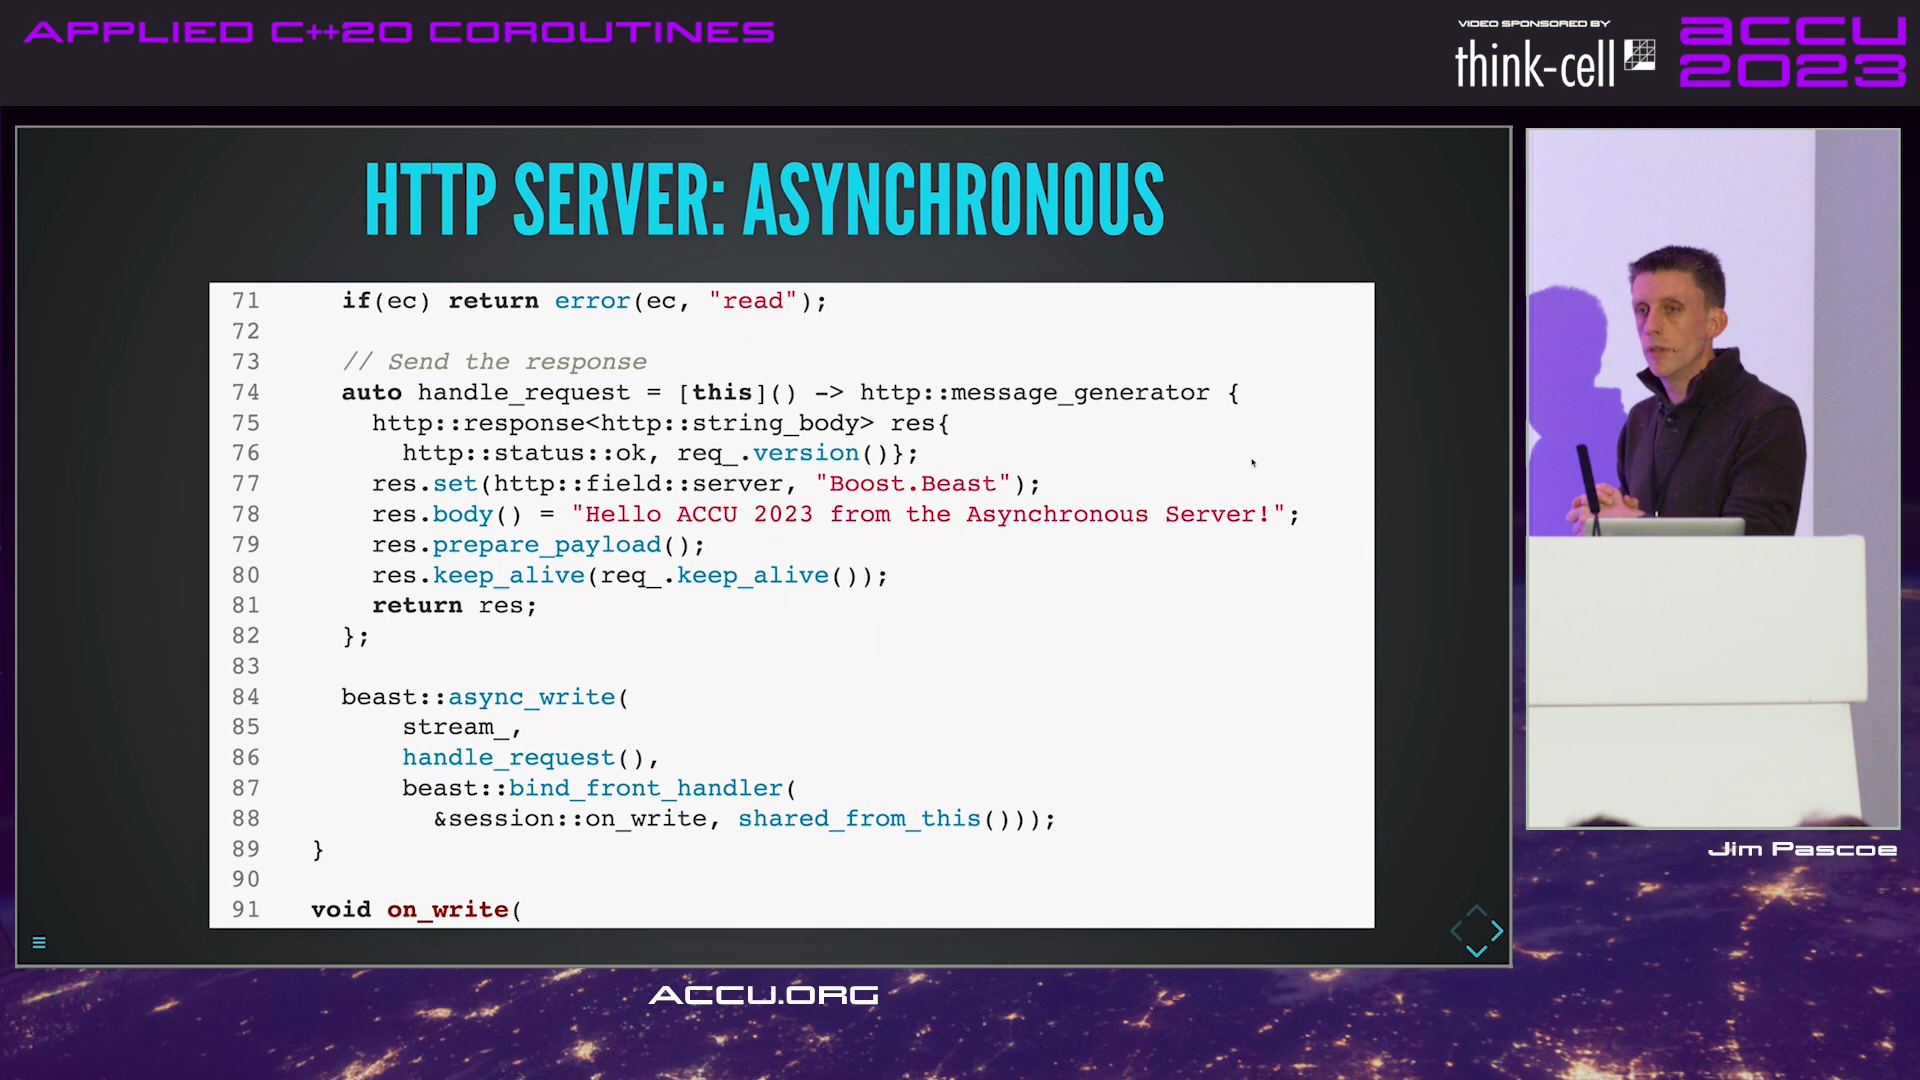 APPLIED C++20 COROUTINES
VIDEO SPONSORED BY
think-cell
accu
2023
HTTP SERVER: ASYNCHRONOUS
71 if(ec) return error(ec, "read");
72
73 // Send the response
74 auto handle_request = [this]() -> http::message_generator {
75 http::response<http::string_body> res{
76 http::status::ok, req_.version()};
77 res.set(http::field::server, "Boost.Beast");
78 res.body() = "Hello ACCU 2023 from the Asynchronous Server!";
79 res.prepare_payload();
80 res.keep_alive(req_.keep_alive());
81 return res;
82 };
83
84 beast::async_write(
85 stream_,
86 handle_request(),
87 beast::bind_front_handler(
88 &session::on_write, shared_from_this()));
89 }
90
91 void on_write(
Jim Pascoe
ACCU.ORG